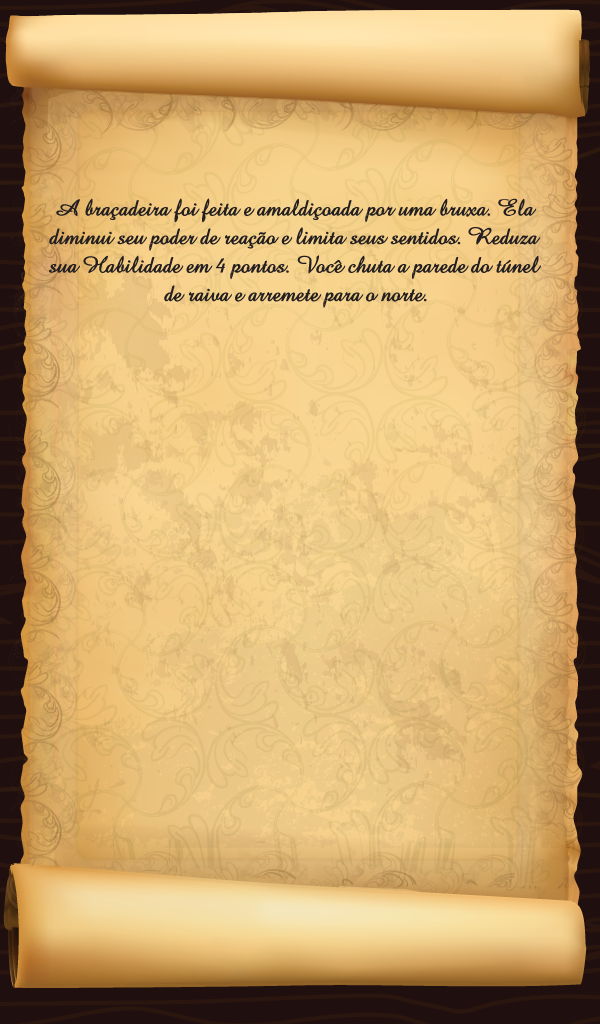 A braçadeira foi feita e amaldiçoada por uma bruxa. Ela
diminui seu poder de reação e limita seus sentidos. Reduza
sua Habilidade em 4 pontos. Você chuta a parede do túnel
de raiva e arremete para o norte.